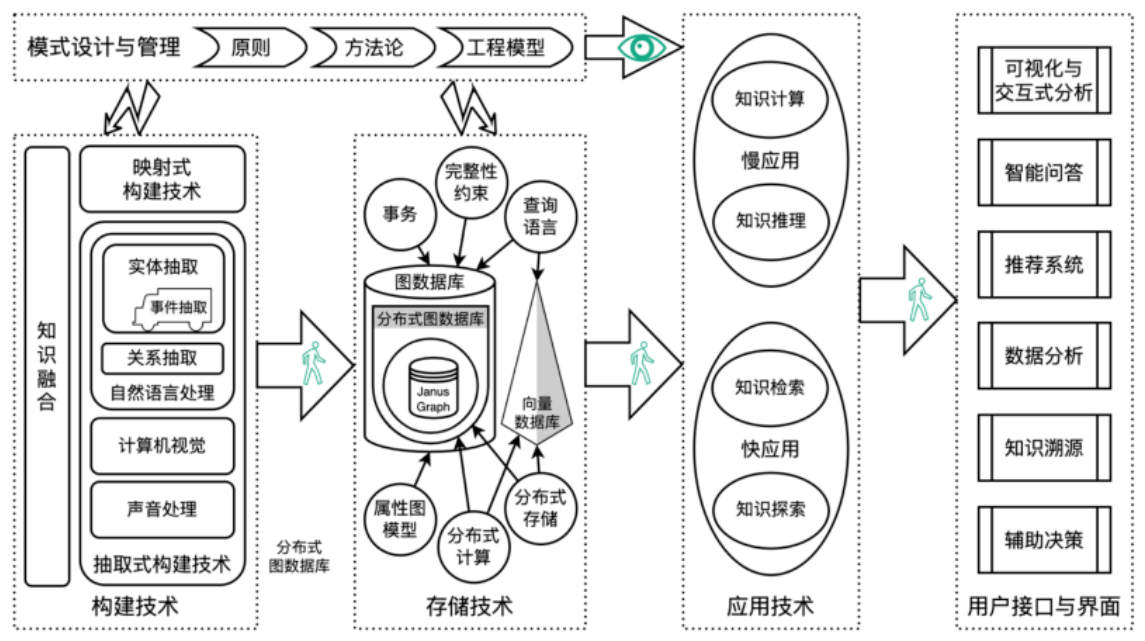 模式设计与管理
原则
方法论
工程模型
知识融合
映射式
构建技术
实体抽取
事件抽取
关系抽取
自然语言处理
计算机视觉
声音处理
抽取式构建技术
构建技术
分布式
图数据库
事务
完整性
约束
查询
语言
图数据库
分布式图数据库
Janus
Graph
向量
数据库
属性图
模型
分布式
计算
分布式
存储
存储技术
知识计算
慢应用
知识推理
知识检索
快应用
知识探索
应用技术
可视化与
交互式分析
智能问答
推荐系统
数据分析
知识溯源
辅助决策
用户接口与界面